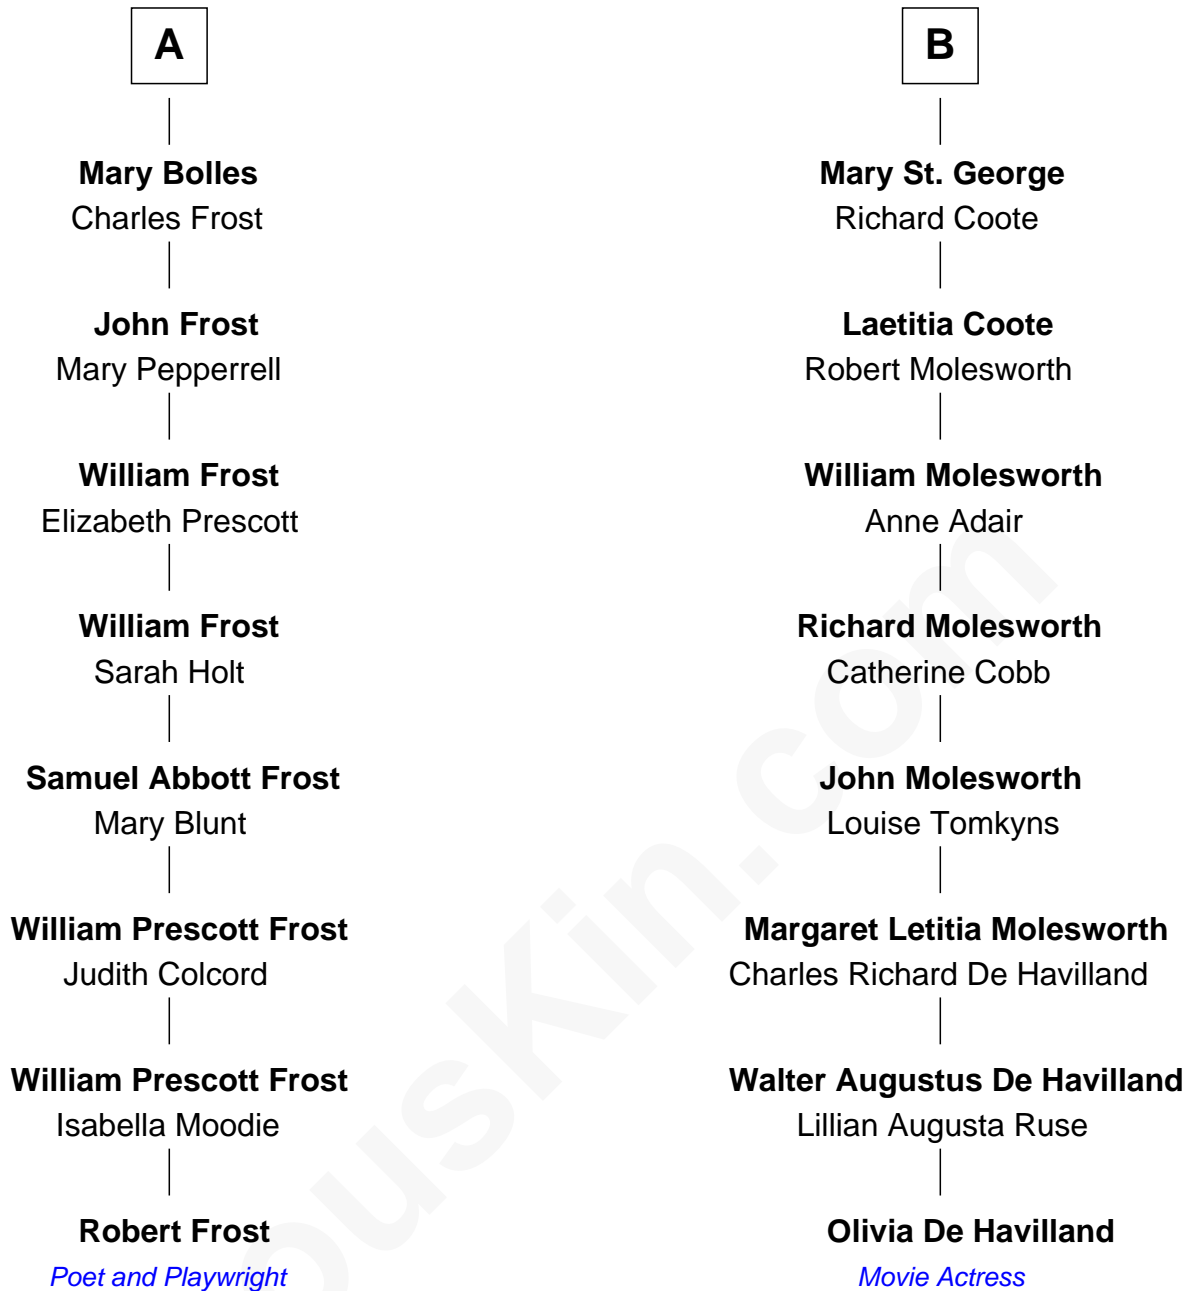 A
Mary Bolles
Charles Frost
John Frost
Mary Pepperrell
William Frost
Elizabeth Prescott
William Frost
Sarah Holt
Samuel Abbott Frost
Mary Blunt
William Prescott Frost
Judith Colcord
William Prescott Frost
Isabella Moodie
Robert Frost
Poet and Playwright
B
Mary St. George
Richard Coote
Laetitia Coote
Robert Molesworth
William Molesworth
Anne Adair
Richard Molesworth
Catherine Cobb
John Molesworth
Louise Tomkyns
Margaret Letitia Molesworth
Charles Richard De Havilland
Walter Augustus De Havilland
Lillian Augusta Ruse
Olivia De Havilland
Movie Actress
ousKin.com